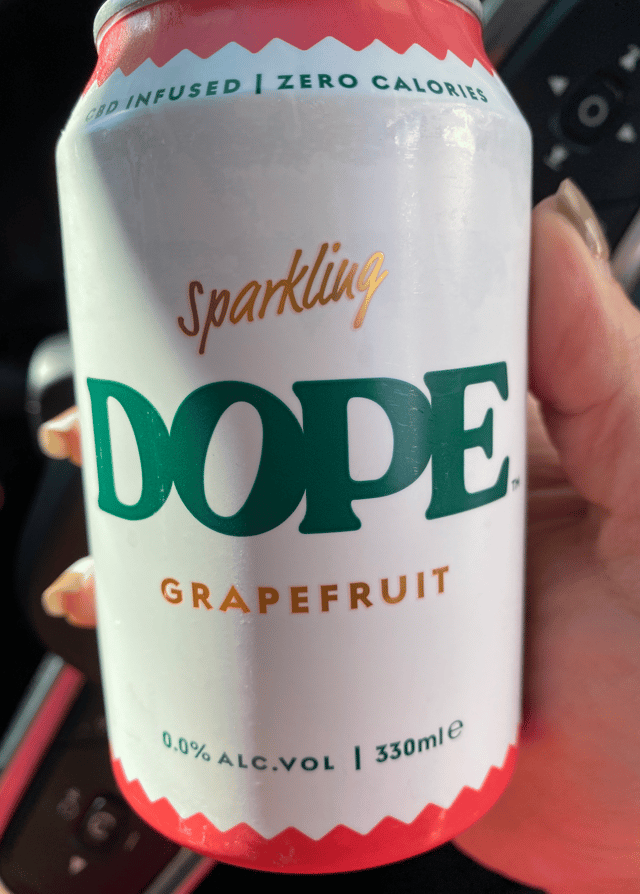 CBD INFUSED | ZERO CALORIES
Sparkling
DOPE™
GRAPEFRUIT
0.0% ALC.VOL | 330ml℮